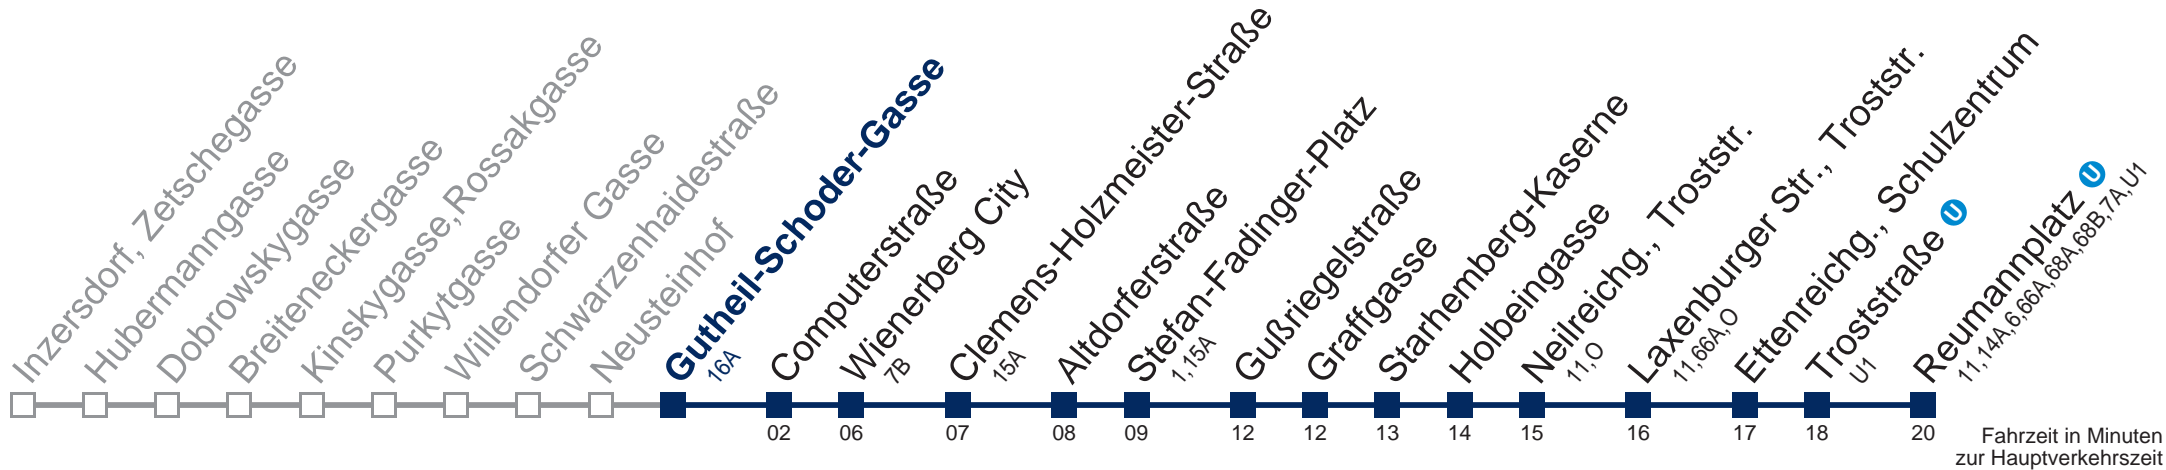 Inzersdorf, Zetschegasse
Hubermanngasse
Dobrowskygasse
Breiteneckergasse
Kinskygasse,Rossakgasse
Purkytgasse
Willendorfer Gasse
Schwarzenhaidestraße
Neusteinhof
Gutheil-Schoder-Gasse
16A
Computerstraße
02
Wienerberg City
7B
06
Clemens-Holzmeister-Straße
15A
07
Altdorferstraße
08
Stefan-Fadinger-Platz
1,15A
09
Gußriegelstraße
12
Graffgasse
12
Starhemberg-Kaserne
13
Holbeingasse
14
Neilreichg., Troststr.
11,O
15
Laxenburger Str., Troststr.
11,66A,O
16
Ettenreichg., Schulzentrum
17
Troststraße U
U1
18
Reumannplatz U
11,14A,6,66A,68A,68B,7A,U1
20
Fahrzeit in Minuten
zur Hauptverkehrszeit